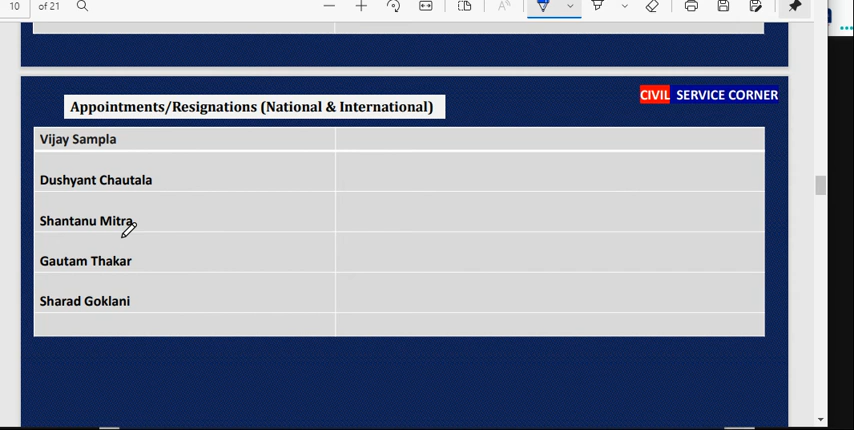 10 of 21
CIVIL SERVICE CORNER
Appointments/Resignations (National & International)
Vijay Sampla
Dushyant Chautala
Shantanu Mitra
Gautam Thakar
Sharad Goklani